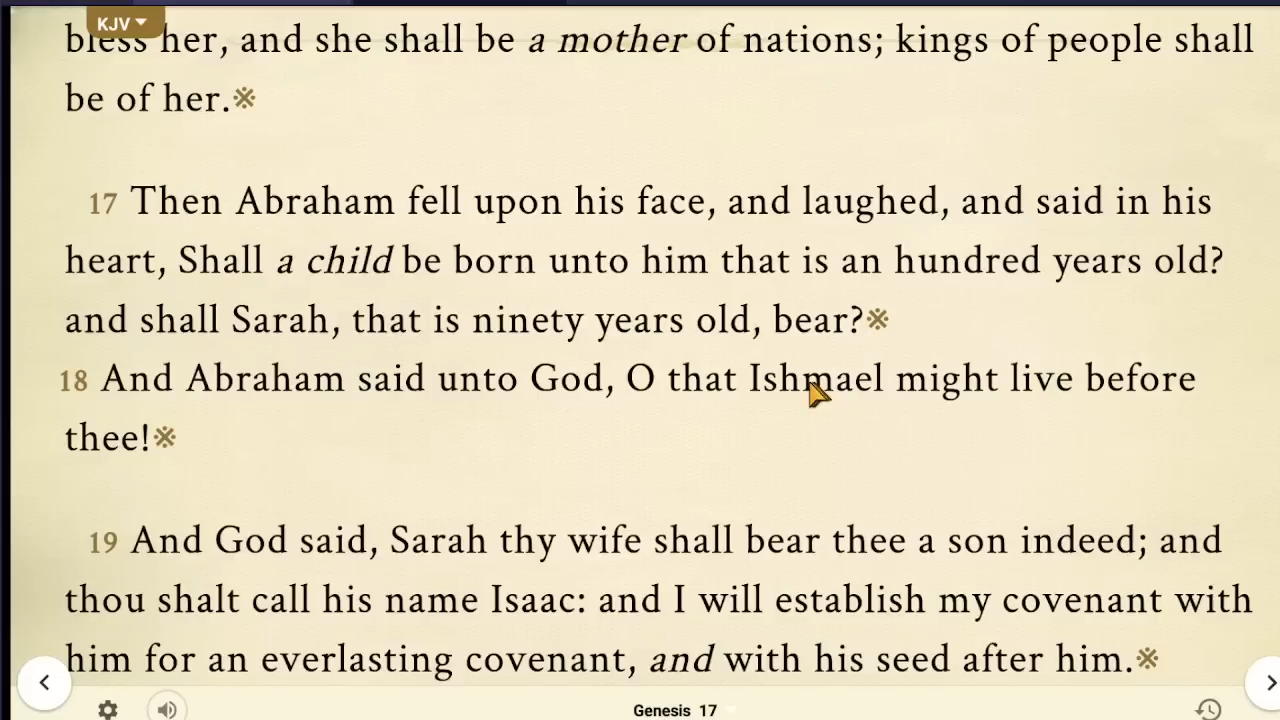 KJV
bless her, and she shall be a mother of nations; kings of people shall
be of her.※
17 Then Abraham fell upon his face, and laughed, and said in his
heart, Shall a child be born unto him that is an hundred years old?
and shall Sarah, that is ninety years old, bear?※
18 And Abraham said unto God, O that Ishmael might live before
thee!※
19 And God said, Sarah thy wife shall bear thee a son indeed; and
thou shalt call his name Isaac: and I will establish my covenant with
him for an everlasting covenant, and with his seed after him.※
Genesis 17